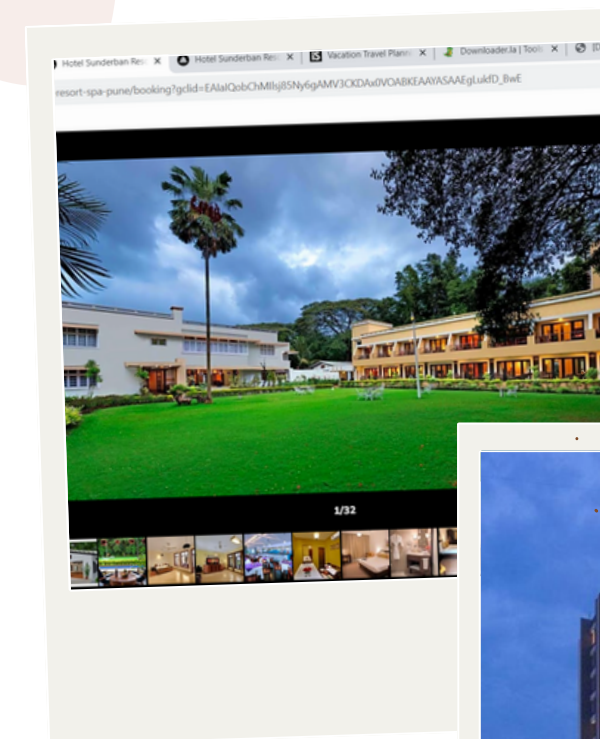 Hotel Sunderban Res
Hotel Sunderban Res
Vacation Travel Plann
Downloader.la | Tool
resort-spa-pune/booking?gclid=
1/32